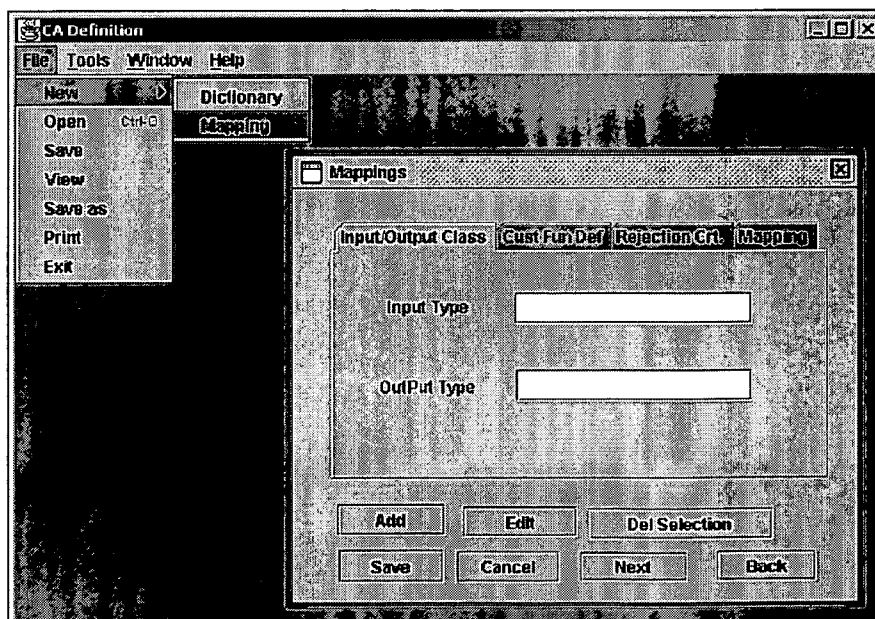 CA Definition
File Tools Window Help
New
Dictionary
Mapping
Open Ctrl-O
Save
View
Save as
Print
Exit
Mappings
Input/Output Class Cust Fun Def Rejection Crt. Mapping
Input Type
OutPut Type
Add Edit Del Selection
Save Cancel Next Back